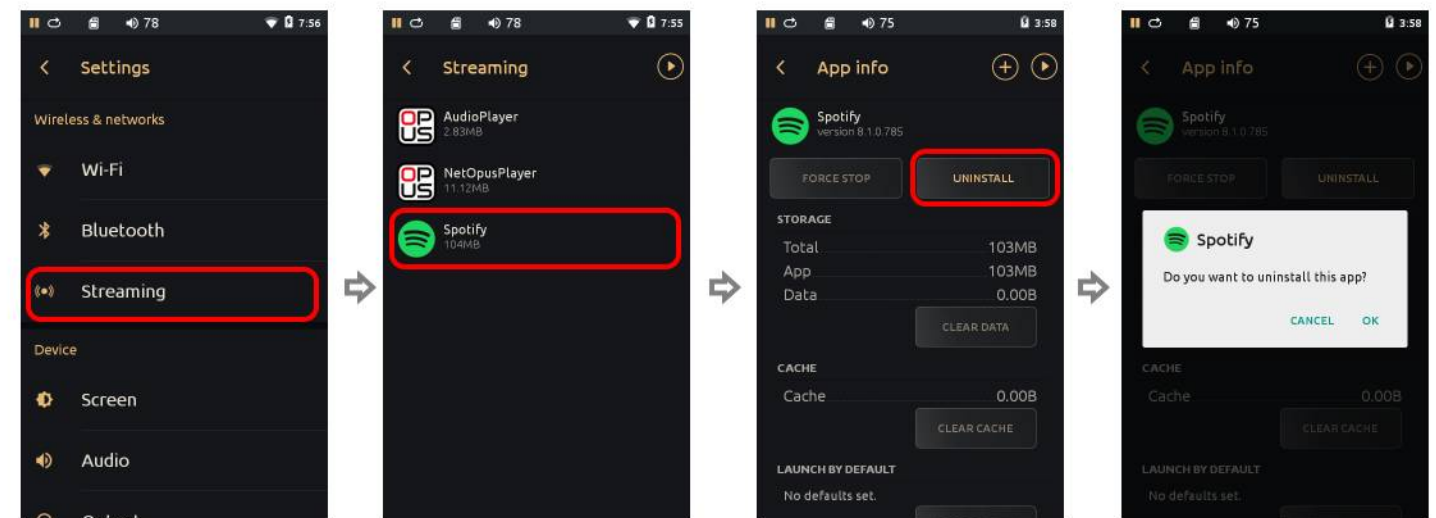 78
7:56
Settings
Wireless & networks
Wi-Fi
Bluetooth
Streaming
Device
Screen
Audio
78
7:55
Streaming
OPUS
AudioPlayer
2.83MB
OPUS
NetOpusPlayer
11.12MB
Spotify
104MB
75
3:58
App info
Spotify
version 8.1.0.785
FORCE STOP
UNINSTALL
STORAGE
Total 103MB
App 103MB
Data 0.00B
CLEAR DATA
CACHE
Cache 0.00B
CLEAR CACHE
LAUNCH BY DEFAULT
No defaults set.
75
3:58
App info
Spotify
version 8.1.0.785
FORCE STOP
UNINSTALL
Spotify
Do you want to uninstall this app?
CANCEL OK
CACHE
Cache 0.00B
CLEAR CACHE
LAUNCH BY DEFAULT
No defaults set.